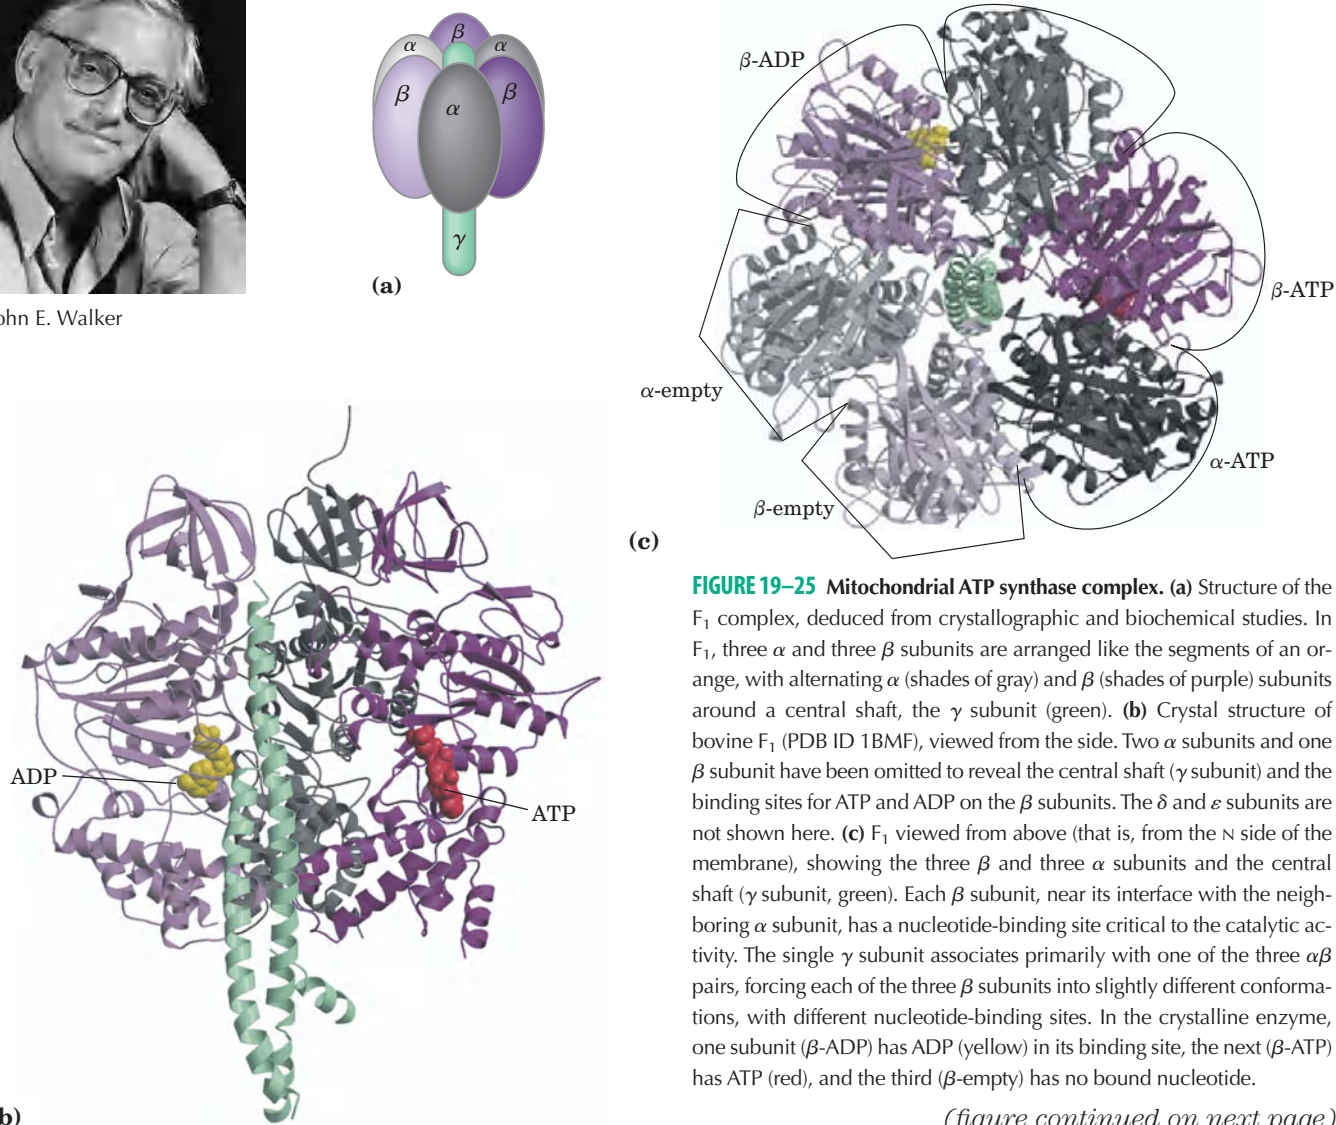 ohn E. Walker
β
α
α
β
α
β
γ
(a)
β-ADP
β-ATP
α-empty
α-ATP
β-empty
(c)
ADP
ATP
b)
FIGURE 19–25 Mitochondrial ATP synthase complex. (a) Structure of the
F₁ complex, deduced from crystallographic and biochemical studies. In
F₁, three α and three β subunits are arranged like the segments of an or-
ange, with alternating α (shades of gray) and β (shades of purple) subunits
around a central shaft, the γ subunit (green). (b) Crystal structure of
bovine F₁ (PDB ID 1BMF), viewed from the side. Two α subunits and one
β subunit have been omitted to reveal the central shaft (γ subunit) and the
binding sites for ATP and ADP on the β subunits. The δ and ε subunits are
not shown here. (c) F₁ viewed from above (that is, from the N side of the
membrane), showing the three β and three α subunits and the central
shaft (γ subunit, green). Each β subunit, near its interface with the neigh-
boring α subunit, has a nucleotide-binding site critical to the catalytic ac-
tivity. The single γ subunit associates primarily with one of the three αβ
pairs, forcing each of the three β subunits into slightly different conforma-
tions, with different nucleotide-binding sites. In the crystalline enzyme,
one subunit (β-ADP) has ADP (yellow) in its binding site, the next (β-ATP)
has ATP (red), and the third (β-empty) has no bound nucleotide.
(figure continued on next page)